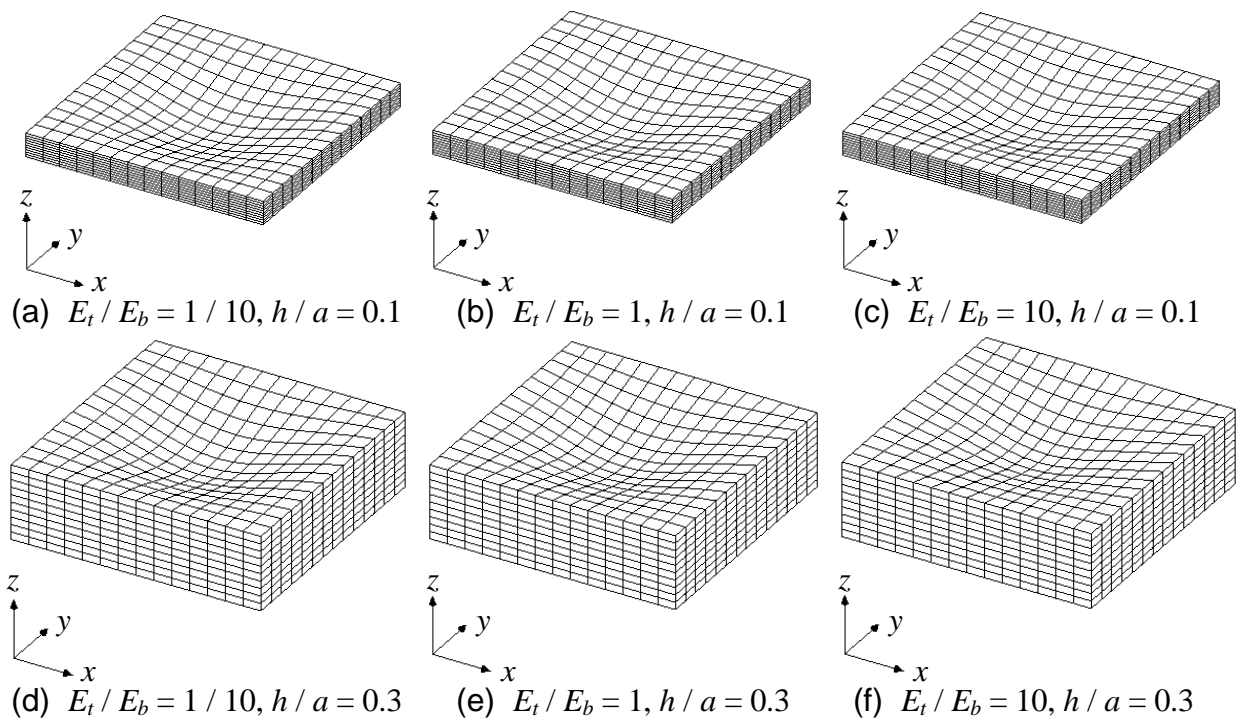 z
y
x
z
y
x
z
y
x
(a) E_t / E_b = 1 / 10, h / a = 0.1
(b) E_t / E_b = 1, h / a = 0.1
(c) E_t / E_b = 10, h / a = 0.1
z
y
x
z
y
x
z
y
x
(d) E_t / E_b = 1 / 10, h / a = 0.3
(e) E_t / E_b = 1, h / a = 0.3
(f) E_t / E_b = 10, h / a = 0.3